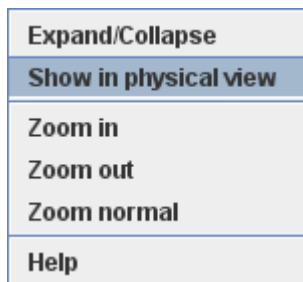 Expand/Collapse
Show in physical view
Zoom in
Zoom out
Zoom normal
Help